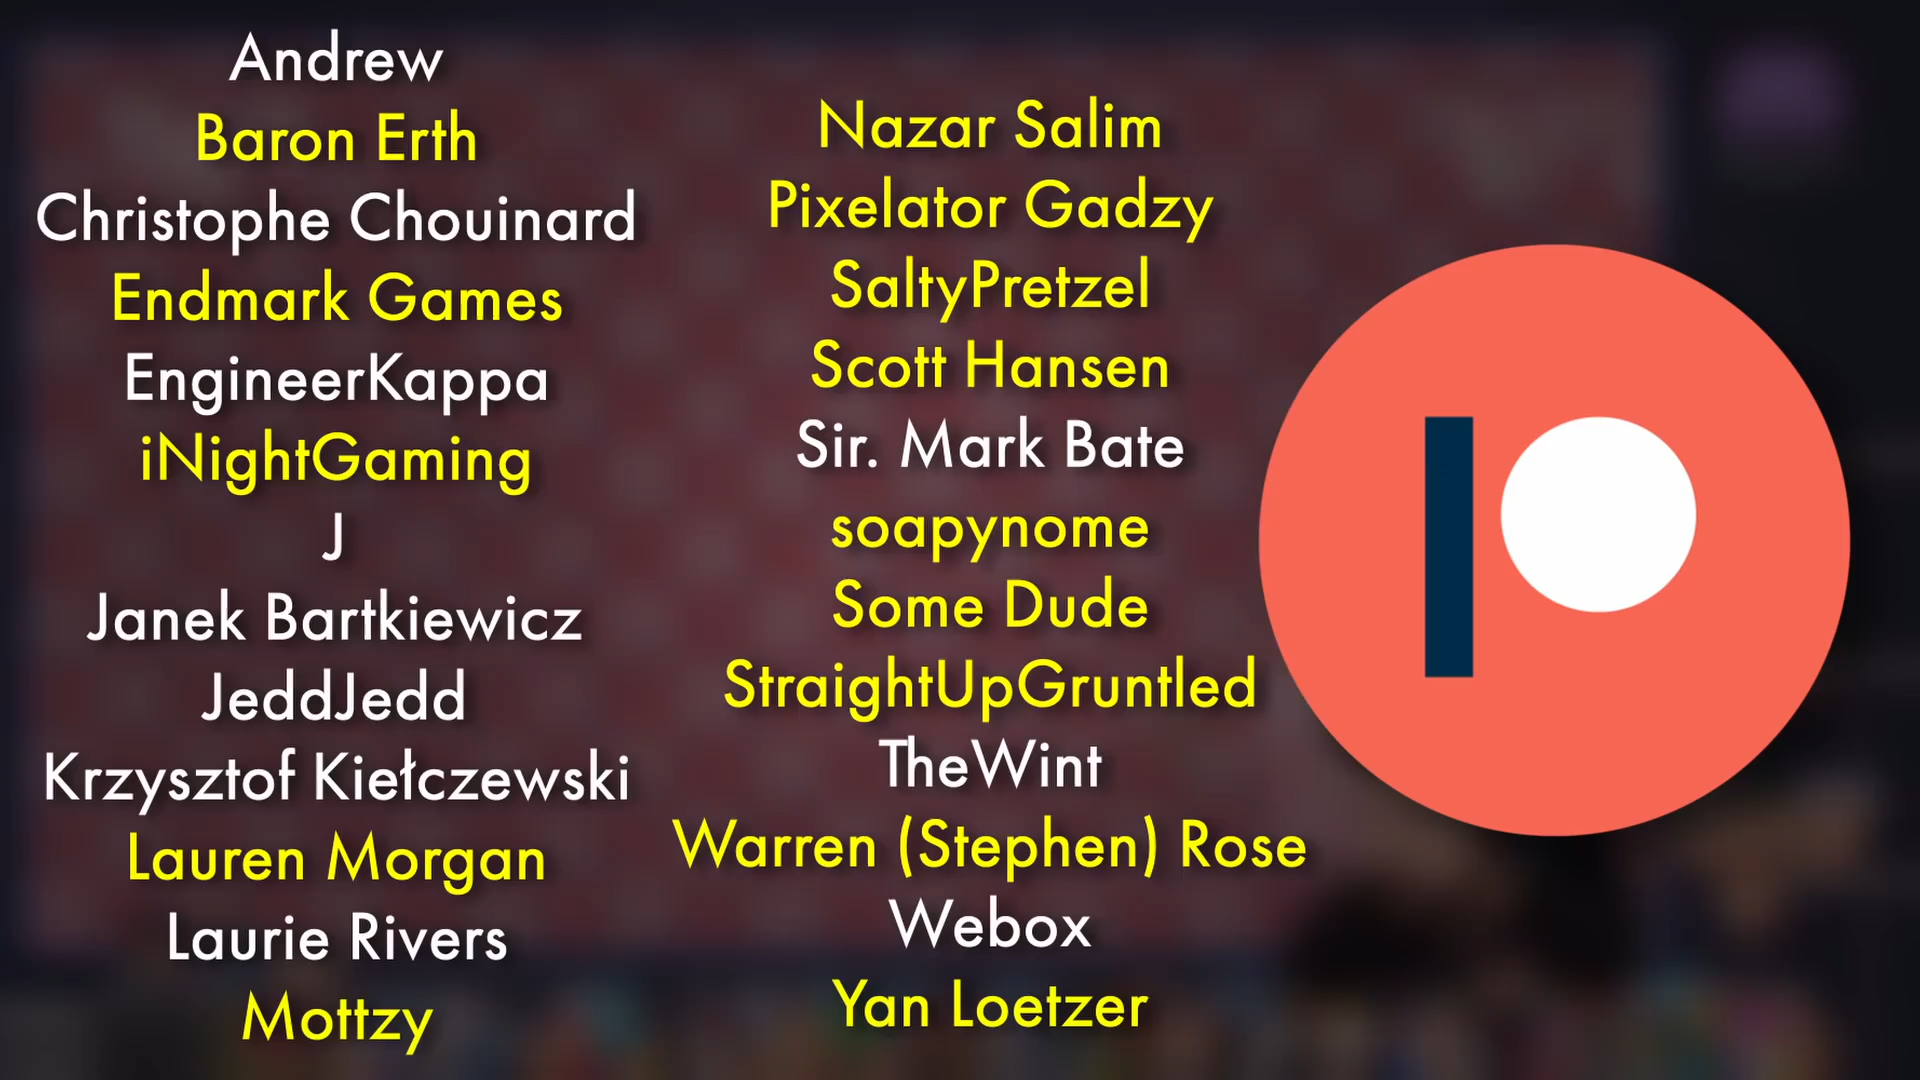 Andrew
Baron Erth
Christophe Chouinard
Endmark Games
EngineerKappa
iNightGaming
J
Janek Bartkiewicz
JeddJedd
Krzysztof Kiełczewski
Lauren Morgan
Laurie Rivers
Mottzy
Nazar Salim
Pixelator Gadzy
SaltyPretzel
Scott Hansen
Sir. Mark Bate
soapynome
Some Dude
StraightUpGruntled
TheWint
Warren (Stephen) Rose
Webox
Yan Loetzer